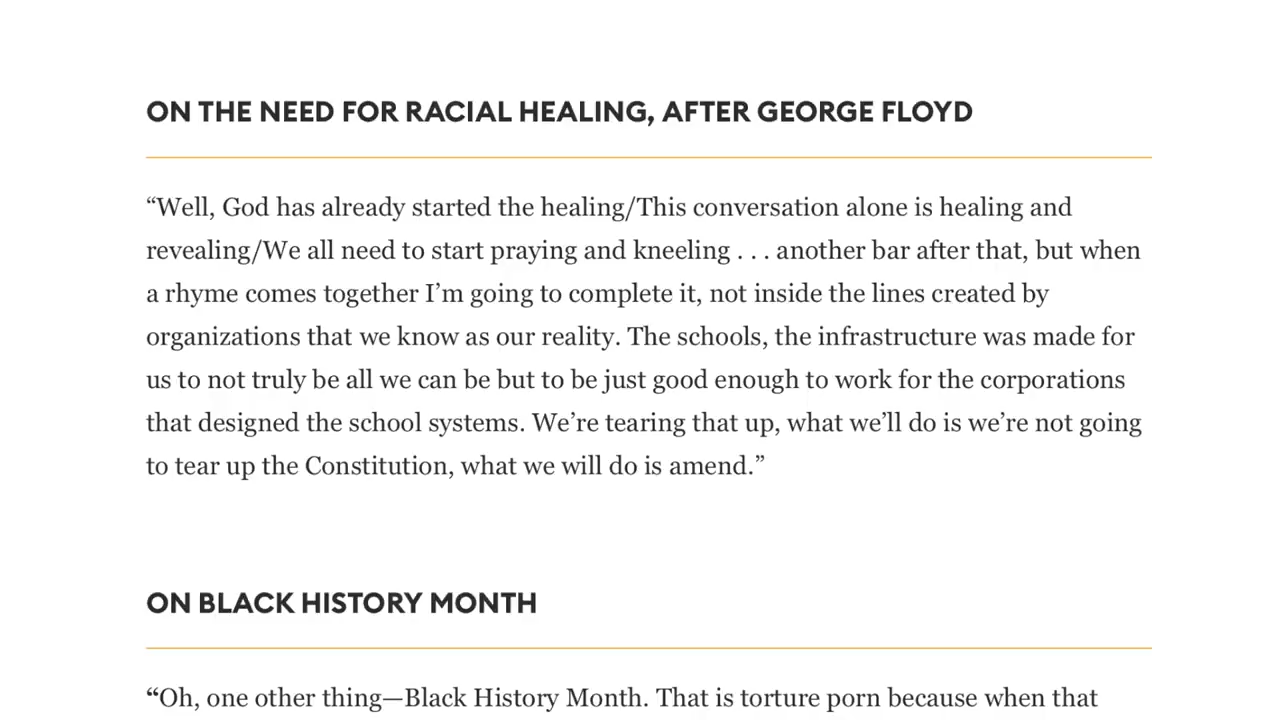 ON THE NEED FOR RACIAL HEALING, AFTER GEORGE FLOYD
“Well, God has already started the healing/This conversation alone is healing and
revealing/We all need to start praying and kneeling . . . another bar after that, but when
a rhyme comes together I’m going to complete it, not inside the lines created by
organizations that we know as our reality. The schools, the infrastructure was made for
us to not truly be all we can be but to be just good enough to work for the corporations
that designed the school systems. We’re tearing that up, what we’ll do is we’re not going
to tear up the Constitution, what we will do is amend.”
ON BLACK HISTORY MONTH
“Oh, one other thing—Black History Month. That is torture porn because when that